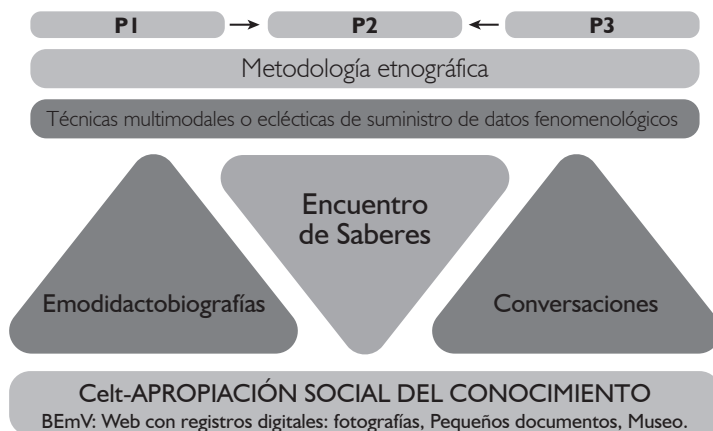 P1 → P2 ← P3
Metodología etnográfica
Técnicas multimodales o eclécticas de suministro de datos fenomenológicos
Encuentro
de Saberes
Emodidactobiografías
Conversaciones
Celt-APROPIACIÓN SOCIAL DEL CONOCIMIENTO
BEmV: Web con registros digitales: fotografías, Pequeños documentos, Museo.